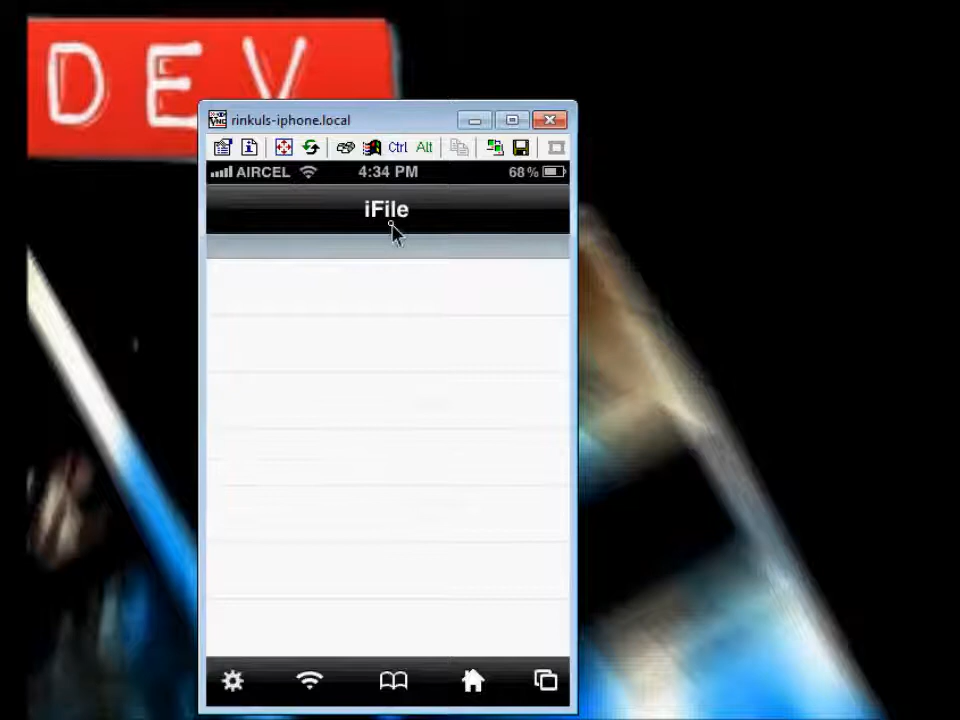 DEV
rinkuls-iphone.local
Ctrl Alt
AIRCEL 4:34 PM 68%
iFile